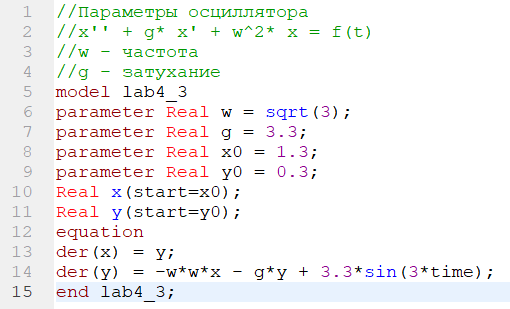 1 //Параметры осциллятора
2 //x'' + g* x' + w^2* x = f(t)
3 //w - частота
4 //g - затухание
5 model lab4_3
6 parameter Real w = sqrt(3);
7 parameter Real g = 3.3;
8 parameter Real x0 = 1.3;
9 parameter Real y0 = 0.3;
10 Real x(start=x0);
11 Real y(start=y0);
12 equation
13 der(x) = y;
14 der(y) = -w*w*x - g*y + 3.3*sin(3*time);
15 end lab4_3;